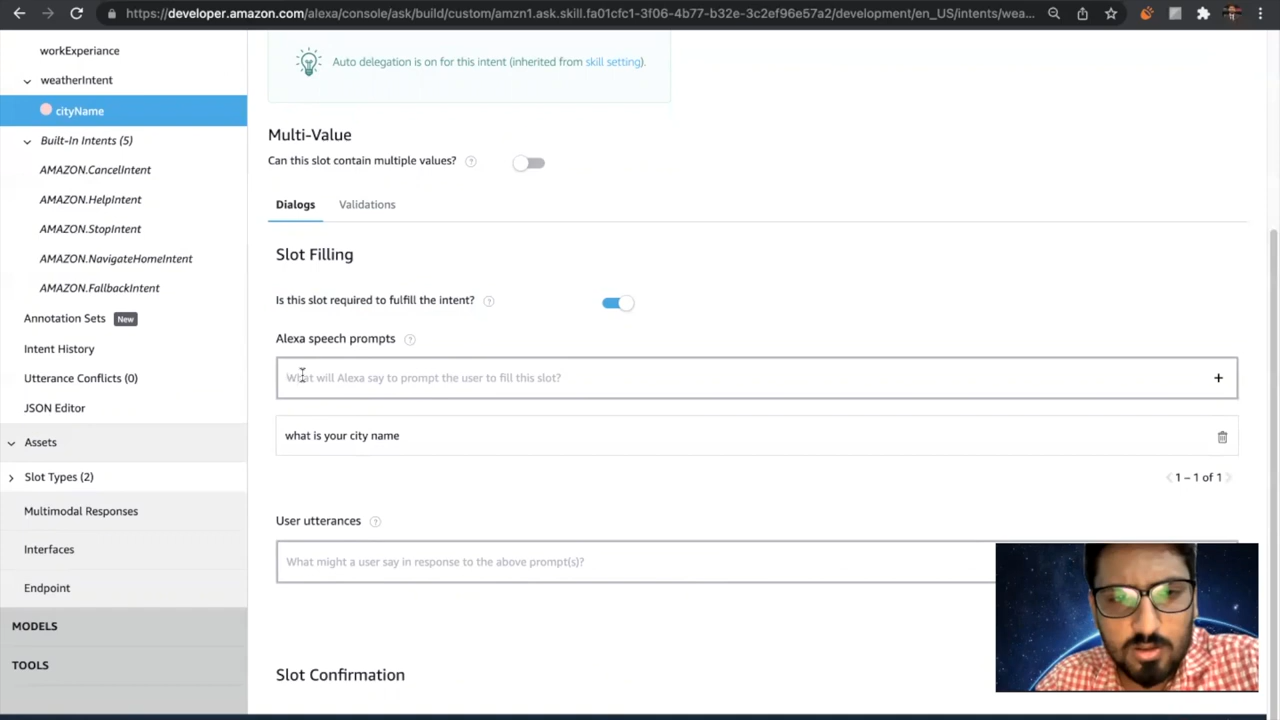 https://developer.amazon.com/alexa/console/ask/build/custom/amzn1.ask.skill.fa01cfc1-3f06-4b77-b32e-3c2ef96e57a2/development/en_US/intents/wea...
workExperiance
weatherIntent
cityName
Built-In Intents (5)
AMAZON.CancelIntent
AMAZON.HelpIntent
AMAZON.StopIntent
AMAZON.NavigateHomeIntent
AMAZON.FallbackIntent
Annotation Sets New
Intent History
Utterance Conflicts (0)
JSON Editor
Assets
Slot Types (2)
Multimodal Responses
Interfaces
Endpoint
MODELS
TOOLS
Auto delegation is on for this intent (inherited from skill setting).
Multi-Value
Can this slot contain multiple values? ?
Dialogs Validations
Slot Filling
Is this slot required to fulfill the intent? ?
Alexa speech prompts ?
What will Alexa say to prompt the user to fill this slot? +
what is your city name
1 – 1 of 1
User utterances ?
What might a user say in response to the above prompt(s)?
Slot Confirmation